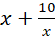 x + 10/x